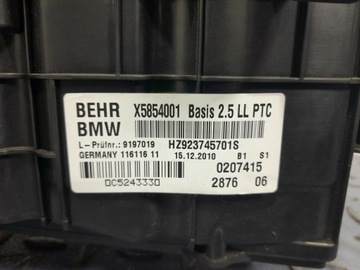 BEHR X5854001 Basis 2.5 LL PTC
BMW
L-Prüfnr.: 9197019 HZ923745701S
GERMANY 116116 11 15.12.2010 B1 S1
0207415
DC524333D 2876 06